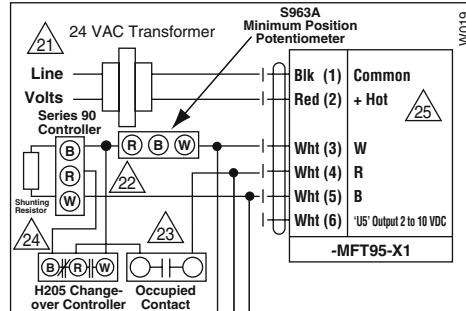 S963A
Minimum Position
Potentiometer
W019
21
24 VAC Transformer
Line
Volts
Blk (1) Common
Red (2) + Hot
25
Series 90
Controller
B
R
W
R B W
22
Wht (3) W
Wht (4) R
Wht (5) B
Wht (6) 'U5' Output 2 to 10 VDC
Shunting
Resistor
24
23
-MFT95-X1
B R W
H205 Change-
over Controller
Occupied
Contact